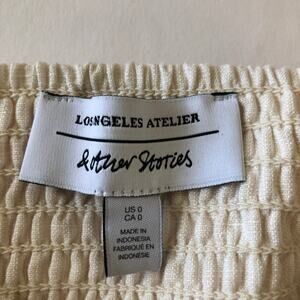 LOS ANGELES ATELIER
& other Stories
US 0
CA 0
MADE IN
INDONESIA
FABRIQUÉ EN
INDONÉSIE